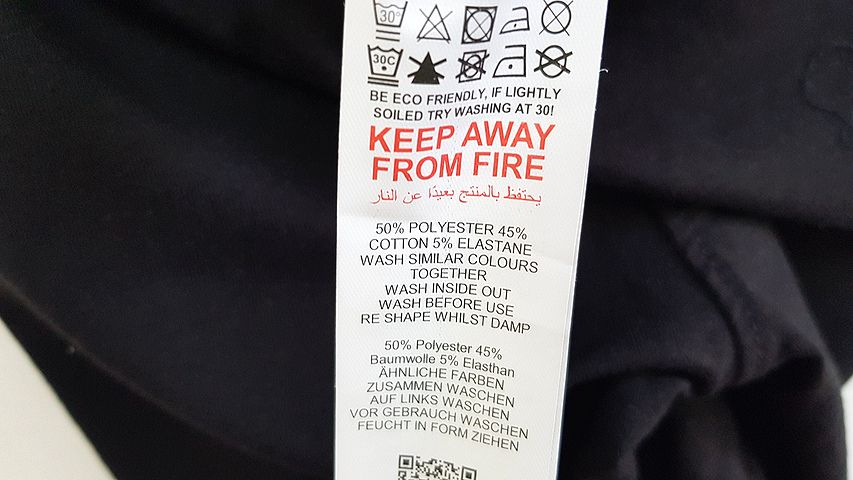 30°
30C
BE ECO FRIENDLY, IF LIGHTLY
SOILED TRY WASHING AT 30!
KEEP AWAY
FROM FIRE
يحتفظ بالمنتج بعيدًا عن النار
50% POLYESTER 45%
COTTON 5% ELASTANE
WASH SIMILAR COLOURS
TOGETHER
WASH INSIDE OUT
WASH BEFORE USE
RE SHAPE WHILST DAMP
50% Polyester 45%
Baumwolle 5% Elasthan
ÄHNLICHE FARBEN
ZUSAMMEN WASCHEN
AUF LINKS WASCHEN
VOR GEBRAUCH WASCHEN
FEUCHT IN FORM ZIEHEN